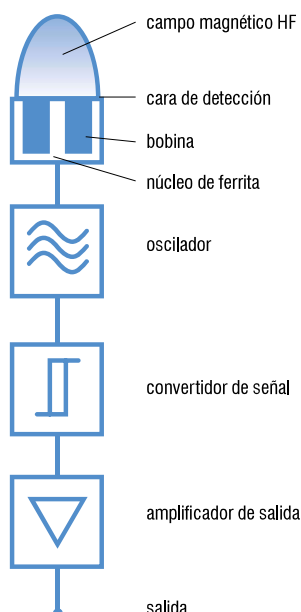 campo magnético HF
cara de detección
bobina
núcleo de ferrita
oscilador
convertidor de señal
amplificador de salida
salida